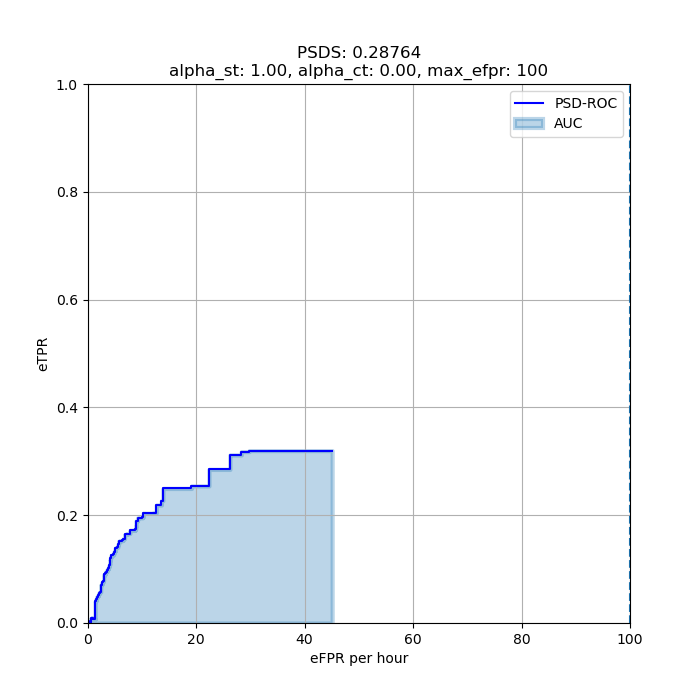 PSDS: 0.28764
alpha_st: 1.00, alpha_ct: 0.00, max_efpr: 100
PSD-ROC
AUC
1.0
0.8
0.6
0.4
0.2
0.0
eTPR
0 20 40 60 80 100
eFPR per hour